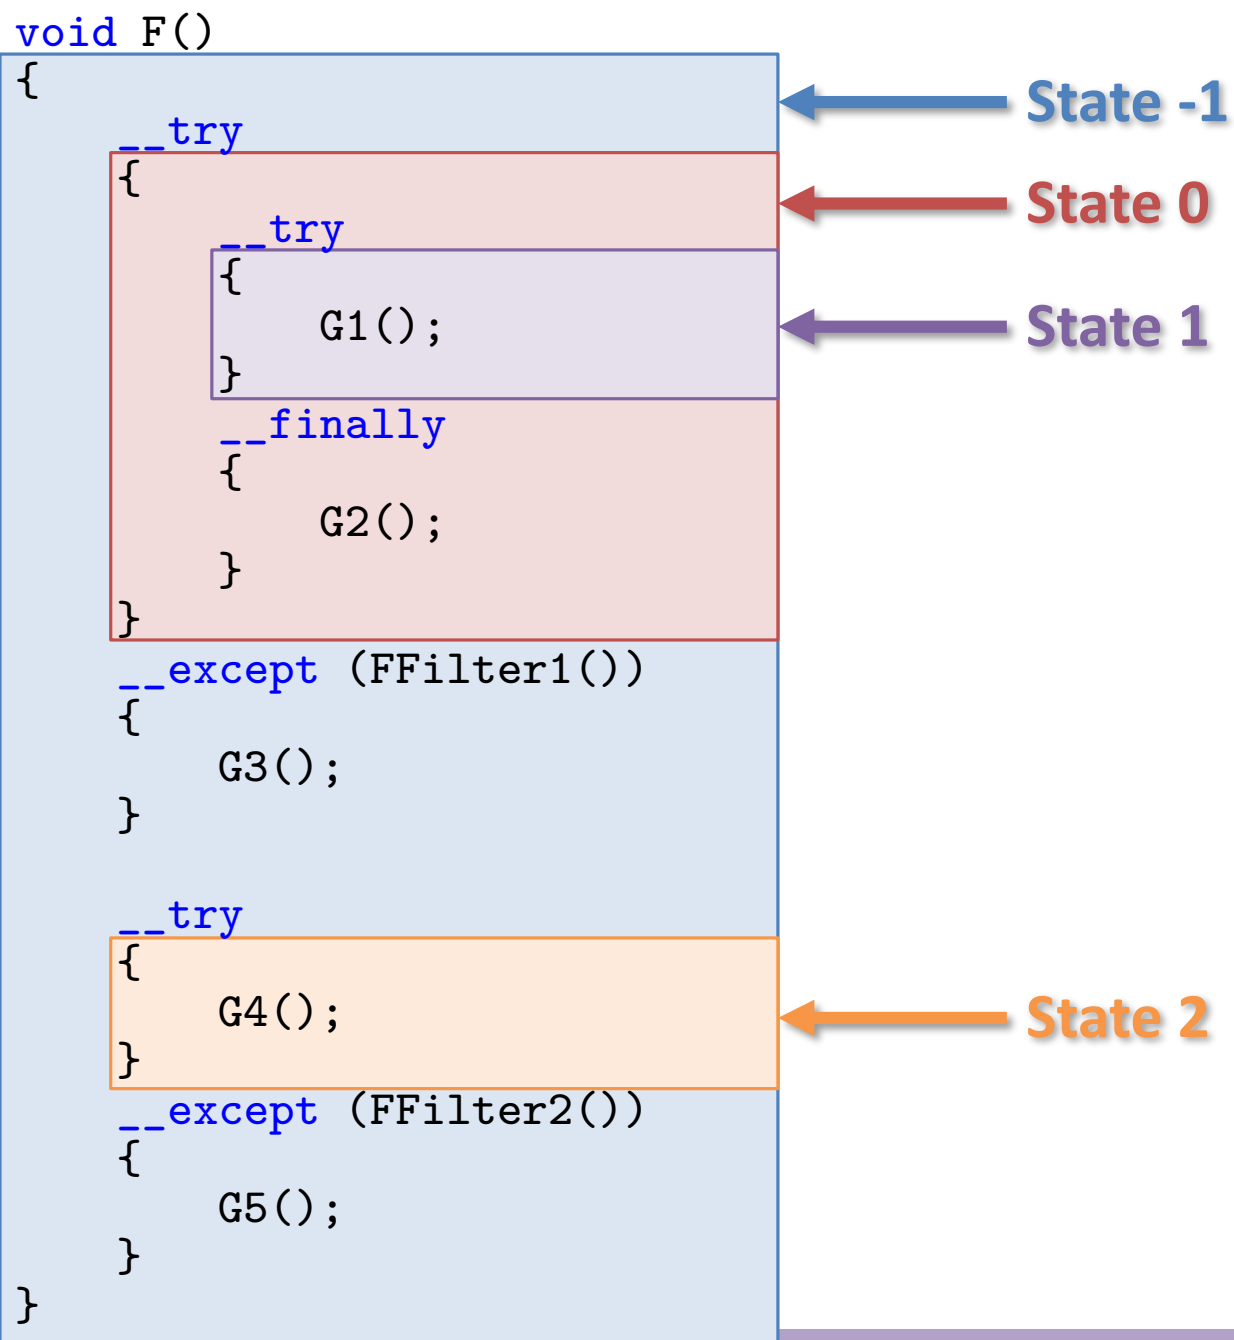 void F()
{
State -1
__try
{
State 0
__try
{
G1();
State 1
}
__finally
{
G2();
}
}
__except (FFilter1())
{
G3();
}
__try
{
G4();
State 2
}
__except (FFilter2())
{
G5();
}
}